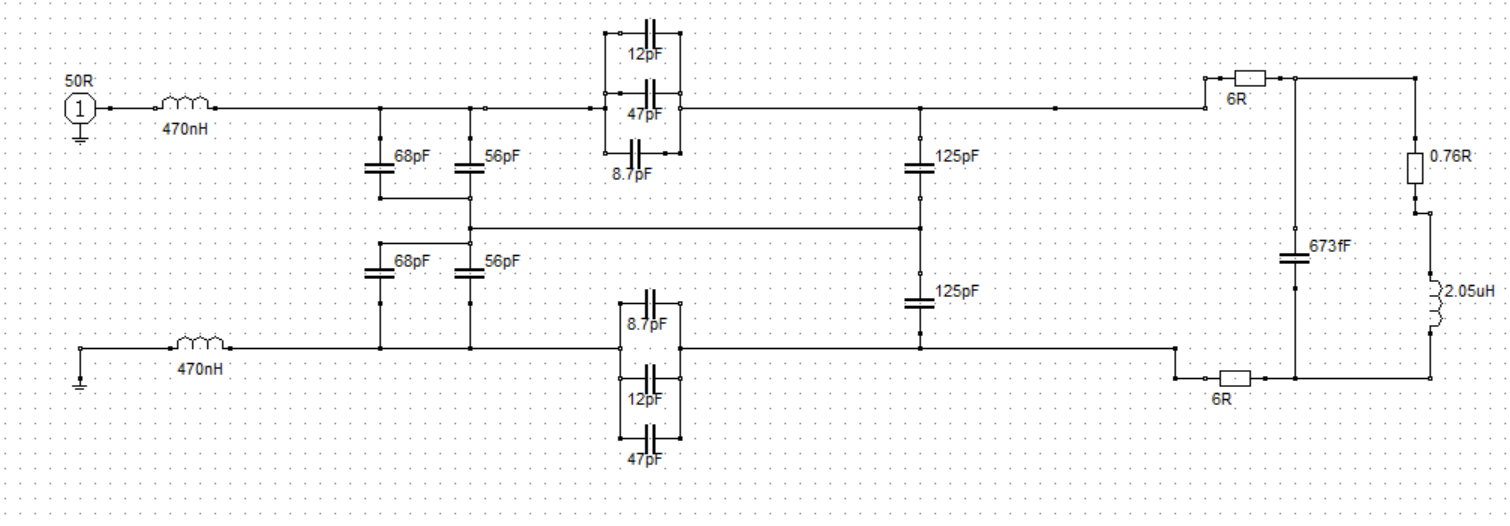 12pF
50R
1
470nH
47pF
6R
68pF
56pF
125pF
0.76R
8.7pF
673fF
68pF
56pF
125pF
2.05uH
8.7pF
470nH
12pF
6R
47pF